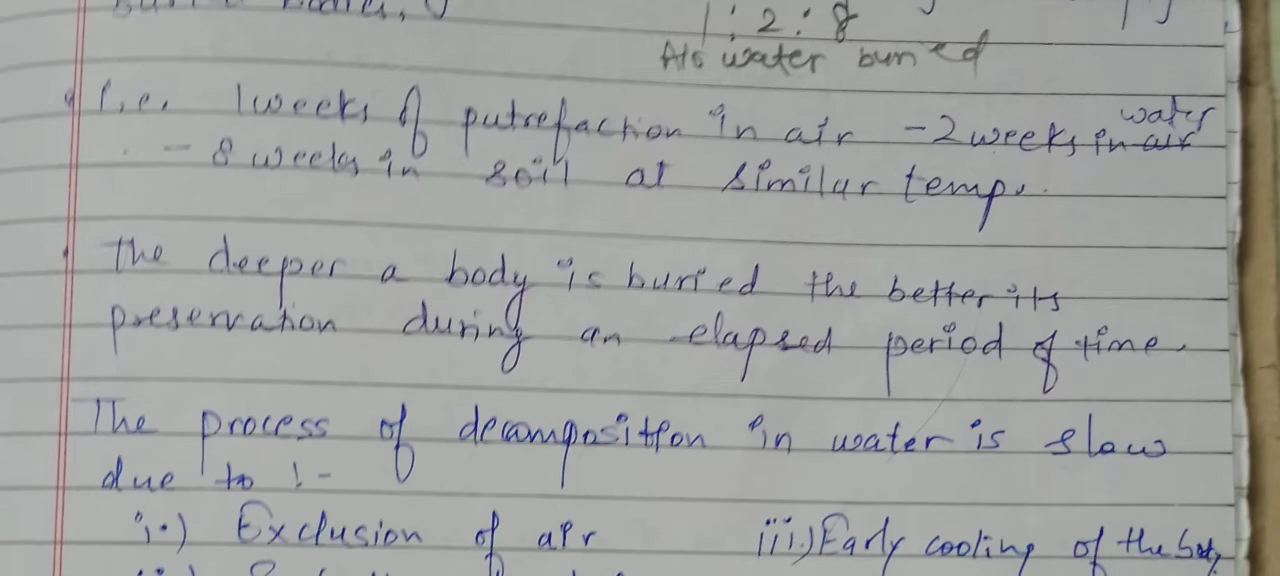 1 : 2 : 8
water buried
i.e. 1weeks of putrefaction in air - 2 weeks in air water
- 8 weeks in soil at similar temp.
The deeper a body is buried the better its
preservation during an elapsed period of time.
The process of decomposition in water is slow
due to :-
i.) Exclusion of air iii.) Early cooling of the body